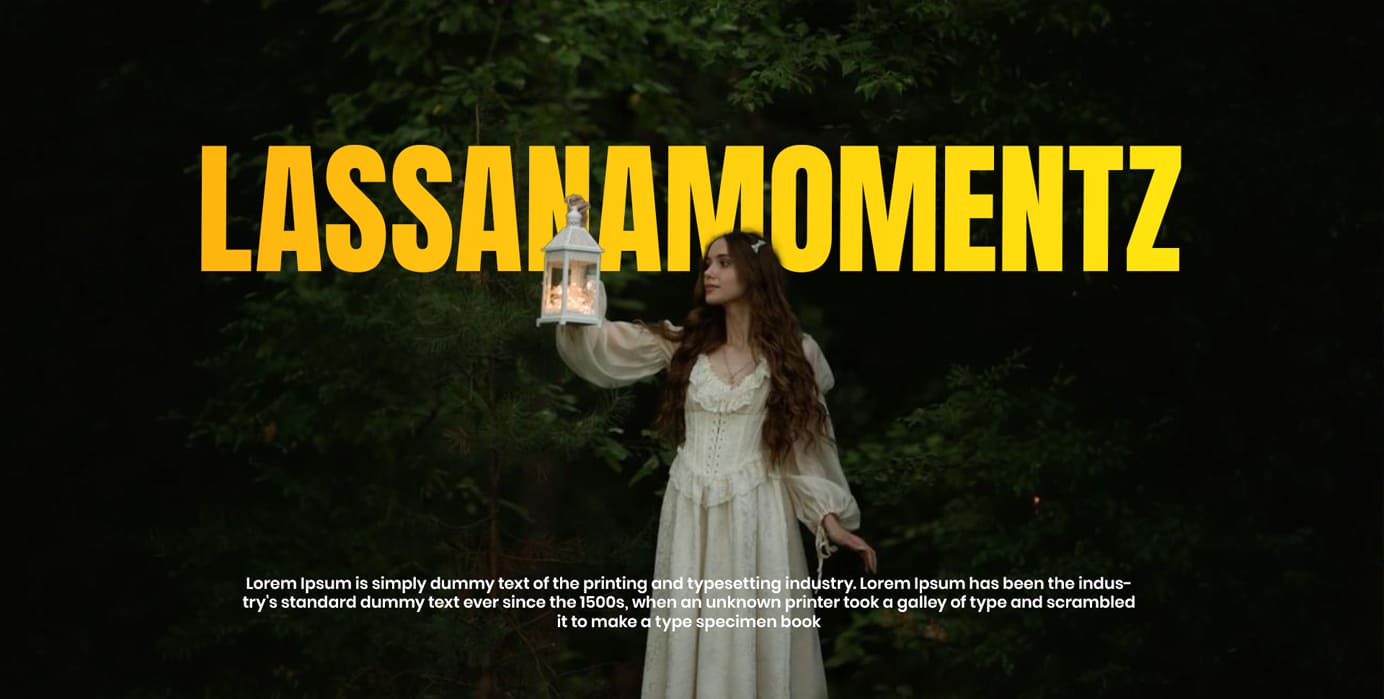 LASSANAMOMENTZ
Lorem Ipsum is simply dummy text of the printing and typesetting industry. Lorem Ipsum has been the indus-
try's standard dummy text ever since the 1500s, when an unknown printer took a galley of type and scrambled
it to make a type specimen book